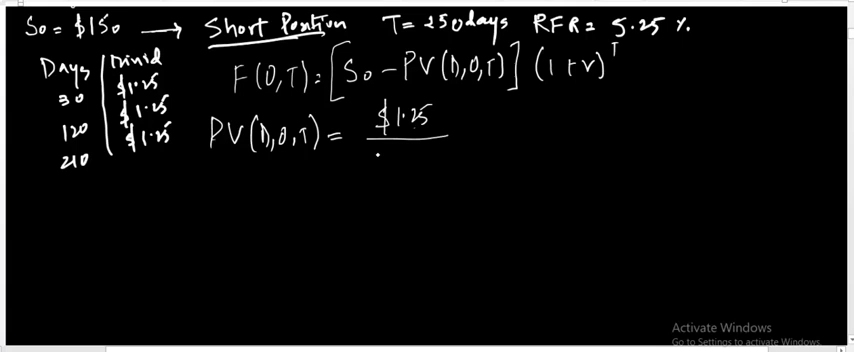 S0 = $150 → Short Position T = 250 days RFR = 5.25 %
Days Divid
30 $1.25
120 $1.25
210 $1.25
F(0,T) = [S0 - PV(D,0,T)] (1+r)^T
PV(D,0,T) = $1.25
Activate Windows
Go to Settings to activate Windows.